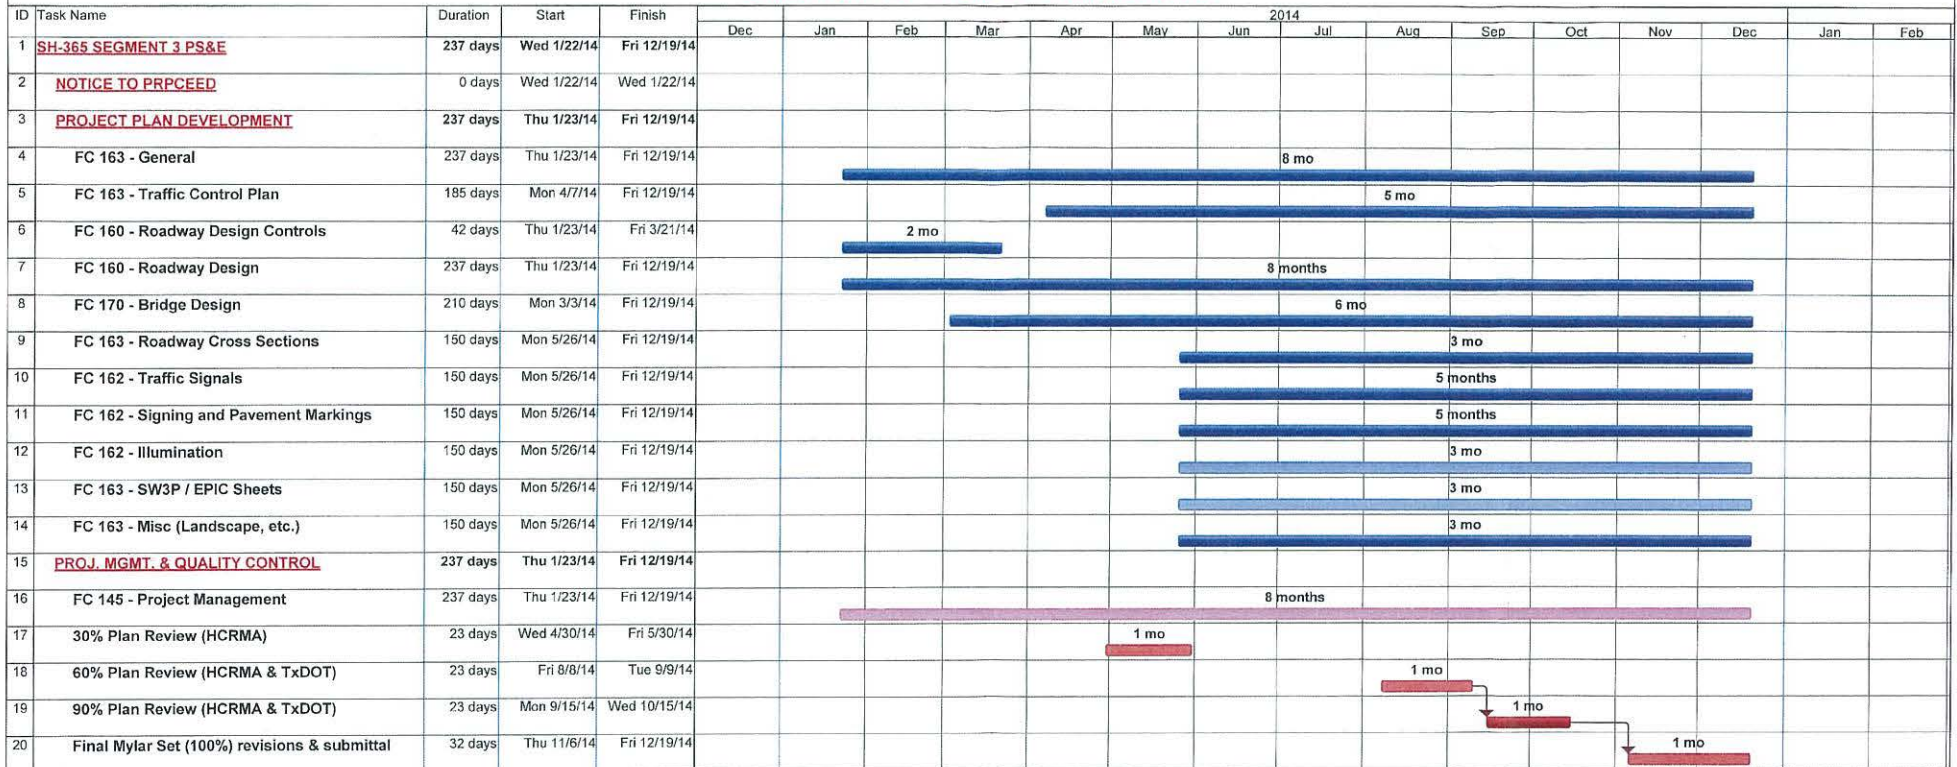 ID Task Name Duration Start Finish 2014
Dec Jan Feb Mar Apr May Jun Jul Aug Sep Oct Nov Dec Jan Feb
1 SH-365 SEGMENT 3 PS&E 237 days Wed 1/22/14 Fri 12/19/14
2 NOTICE TO PRPCEED 0 days Wed 1/22/14 Wed 1/22/14
3 PROJECT PLAN DEVELOPMENT 237 days Thu 1/23/14 Fri 12/19/14
4 FC 163 - General 237 days Thu 1/23/14 Fri 12/19/14 8 mo
5 FC 163 - Traffic Control Plan 185 days Mon 4/7/14 Fri 12/19/14 5 mo
6 FC 160 - Roadway Design Controls 42 days Thu 1/23/14 Fri 3/21/14 2 mo
7 FC 160 - Roadway Design 237 days Thu 1/23/14 Fri 12/19/14 8 months
8 FC 170 - Bridge Design 210 days Mon 3/3/14 Fri 12/19/14 6 mo
9 FC 163 - Roadway Cross Sections 150 days Mon 5/26/14 Fri 12/19/14 3 mo
10 FC 162 - Traffic Signals 150 days Mon 5/26/14 Fri 12/19/14 5 months
11 FC 162 - Signing and Pavement Markings 150 days Mon 5/26/14 Fri 12/19/14 5 months
12 FC 162 - Illumination 150 days Mon 5/26/14 Fri 12/19/14 3 mo
13 FC 163 - SW3P / EPIC Sheets 150 days Mon 5/26/14 Fri 12/19/14 3 mo
14 FC 163 - Misc (Landscape, etc.) 150 days Mon 5/26/14 Fri 12/19/14 3 mo
15 PROJ. MGMT. & QUALITY CONTROL 237 days Thu 1/23/14 Fri 12/19/14
16 FC 145 - Project Management 237 days Thu 1/23/14 Fri 12/19/14 8 months
17 30% Plan Review (HCRMA) 23 days Wed 4/30/14 Fri 5/30/14 1 mo
18 60% Plan Review (HCRMA & TxDOT) 23 days Fri 8/8/14 Tue 9/9/14 1 mo
19 90% Plan Review (HCRMA & TxDOT) 23 days Mon 9/15/14 Wed 10/15/14 1 mo
20 Final Mylar Set (100%) revisions & submittal 32 days Thu 11/6/14 Fri 12/19/14 1 mo